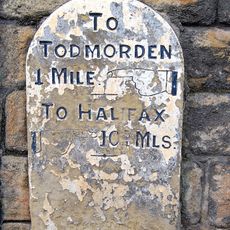 TO
TODMORDEN
1 MILE
TO HALIFAX
10 MLS.